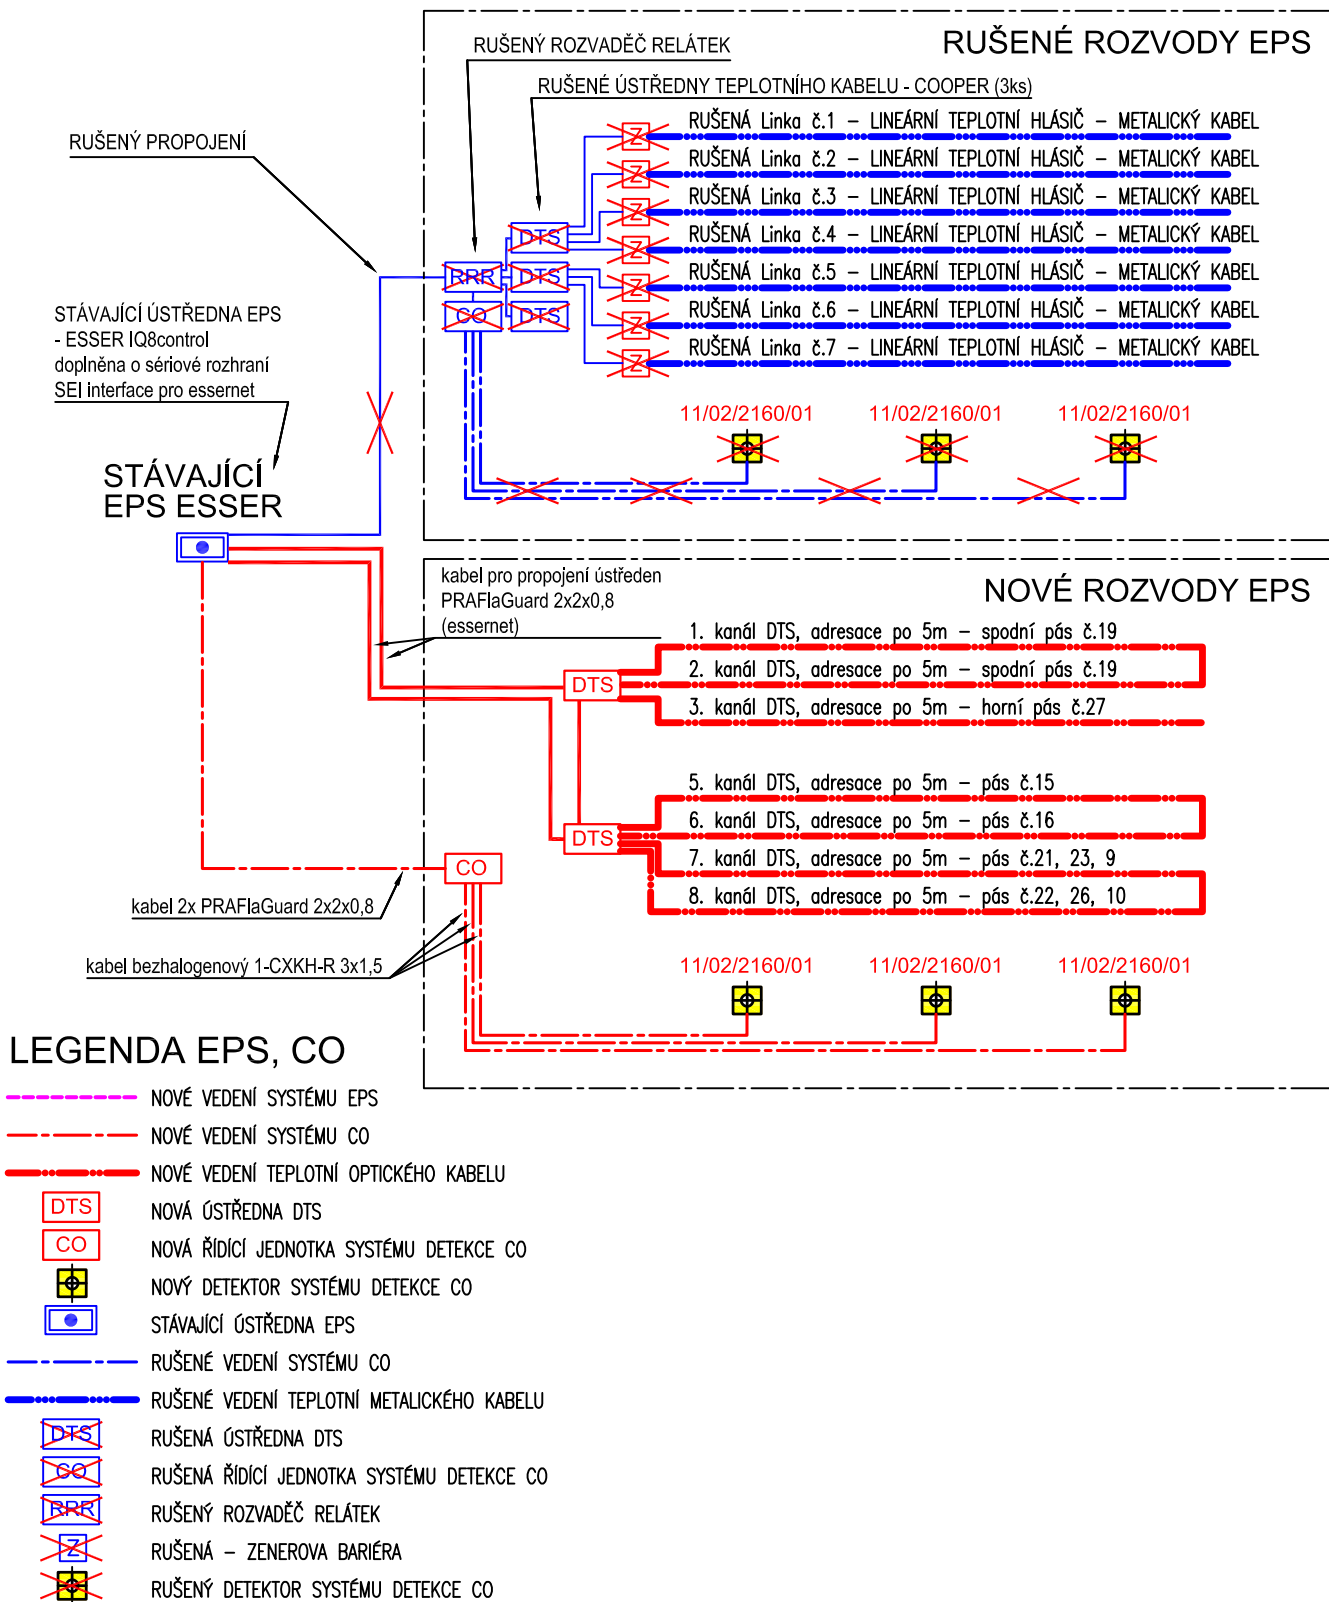 RUŠENÉ ROZVODY EPS
RUŠENÝ ROZVADĚČ RELÁTEK
RUŠENÉ ÚSTŘEDNY TEPLOTNÍHO KABELU - COOPER (3ks)
RUŠENÝ PROPOJENÍ
Z RUŠENÁ Linka č.1 – LINEÁRNÍ TEPLOTNÍ HLÁSIČ – METALICKÝ KABEL
Z RUŠENÁ Linka č.2 – LINEÁRNÍ TEPLOTNÍ HLÁSIČ – METALICKÝ KABEL
Z RUŠENÁ Linka č.3 – LINEÁRNÍ TEPLOTNÍ HLÁSIČ – METALICKÝ KABEL
Z RUŠENÁ Linka č.4 – LINEÁRNÍ TEPLOTNÍ HLÁSIČ – METALICKÝ KABEL
Z RUŠENÁ Linka č.5 – LINEÁRNÍ TEPLOTNÍ HLÁSIČ – METALICKÝ KABEL
Z RUŠENÁ Linka č.6 – LINEÁRNÍ TEPLOTNÍ HLÁSIČ – METALICKÝ KABEL
Z RUŠENÁ Linka č.7 – LINEÁRNÍ TEPLOTNÍ HLÁSIČ – METALICKÝ KABEL
DTS
RRR DTS
CO DTS
STÁVAJÍCÍ ÚSTŘEDNA EPS
- ESSER IQ8control
doplněna o sériové rozhraní
SEI interface pro essernet
11/02/2160/01 11/02/2160/01 11/02/2160/01
STÁVAJÍCÍ
EPS ESSER
NOVÉ ROZVODY EPS
kabel pro propojení ústředen
PRAFlaGuard 2x2x0,8
(essernet)
1. kanál DTS, adresace po 5m – spodní pás č.19
2. kanál DTS, adresace po 5m – spodní pás č.19
DTS
3. kanál DTS, adresace po 5m – horní pás č.27
5. kanál DTS, adresace po 5m – pás č.15
6. kanál DTS, adresace po 5m – pás č.16
DTS
7. kanál DTS, adresace po 5m – pás č.21, 23, 9
8. kanál DTS, adresace po 5m – pás č.22, 26, 10
CO
kabel 2x PRAFlaGuard 2x2x0,8
kabel bezhalogenový 1-CXKH-R 3x1,5
11/02/2160/01 11/02/2160/01 11/02/2160/01
LEGENDA EPS, CO
NOVÉ VEDENÍ SYSTÉMU EPS
NOVÉ VEDENÍ SYSTÉMU CO
NOVÉ VEDENÍ TEPLOTNÍ OPTICKÉHO KABELU
DTS NOVÁ ÚSTŘEDNA DTS
CO NOVÁ ŘÍDÍCÍ JEDNOTKA SYSTÉMU DETEKCE CO
NOVÝ DETEKTOR SYSTÉMU DETEKCE CO
STÁVAJÍCÍ ÚSTŘEDNA EPS
RUŠENÉ VEDENÍ SYSTÉMU CO
RUŠENÉ VEDENÍ TEPLOTNÍ METALICKÉHO KABELU
DTS RUŠENÁ ÚSTŘEDNA DTS
CO RUŠENÁ ŘÍDÍCÍ JEDNOTKA SYSTÉMU DETEKCE CO
RRR RUŠENÝ ROZVADĚČ RELÁTEK
Z RUŠENÁ – ZENEROVA BARIÉRA
RUŠENÝ DETEKTOR SYSTÉMU DETEKCE CO